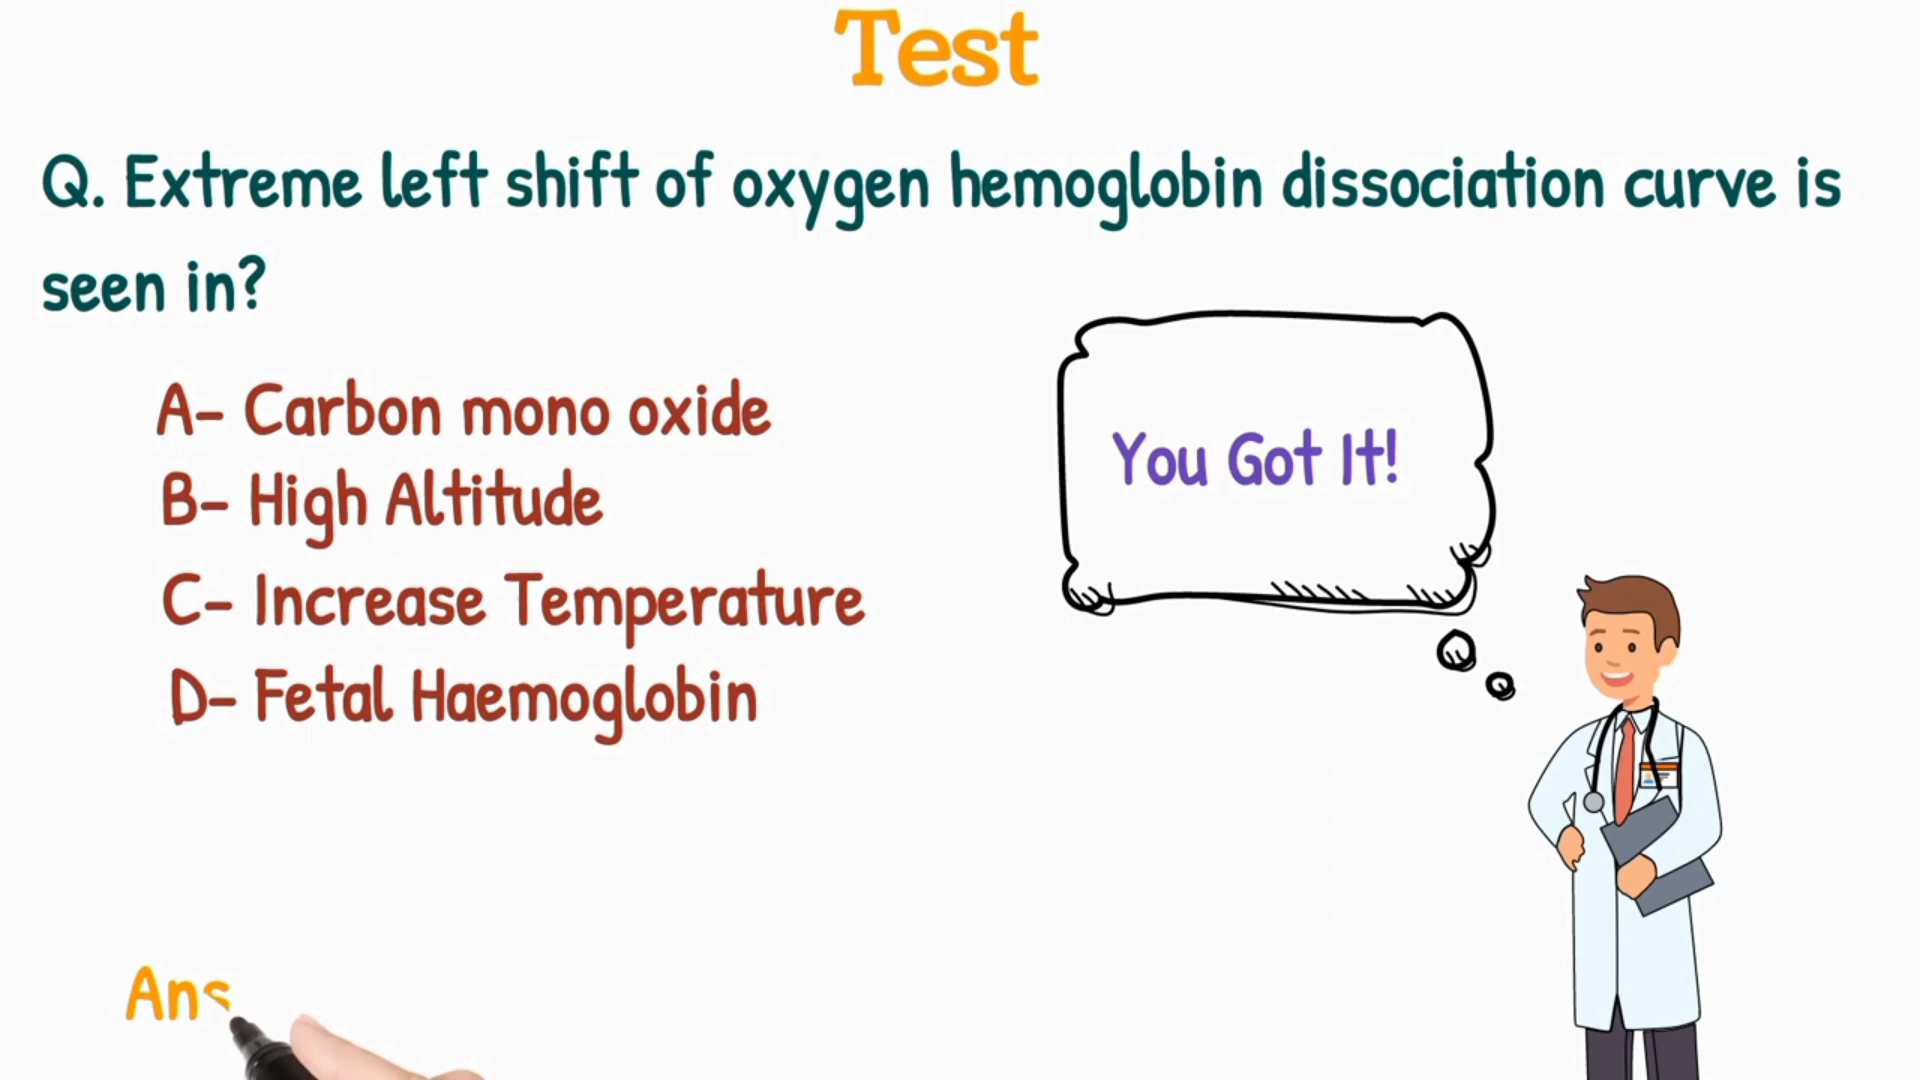 Test
Q. Extreme left shift of oxygen hemoglobin dissociation curve is
seen in?
A- Carbon mono oxide
B- High Altitude
C- Increase Temperature
D- Fetal Haemoglobin
You Got It!
Ans